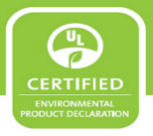 UL
CERTIFIED
ENVIRONMENTAL
PRODUCT DECLARATION